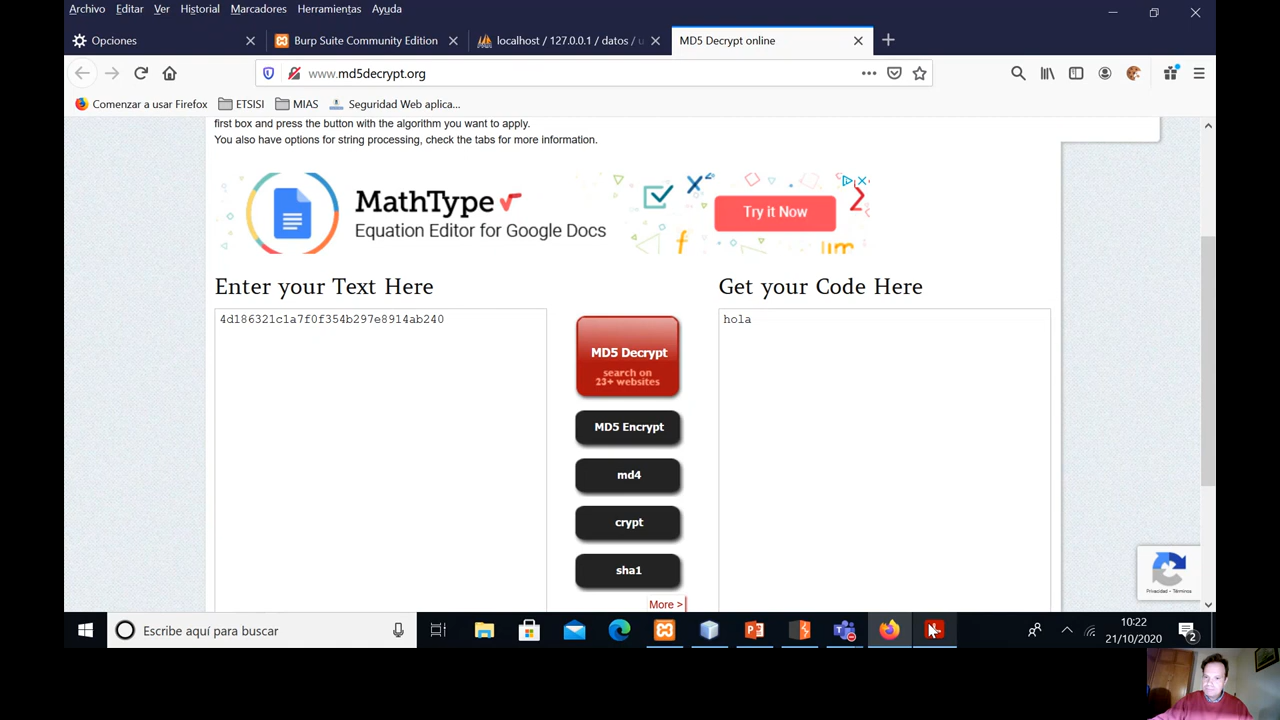 Archivo Editar Ver Historial Marcadores Herramientas Ayuda
Opciones
Burp Suite Community Edition
localhost / 127.0.0.1 / datos / u
MD5 Decrypt online
www.md5decrypt.org
Comenzar a usar Firefox
ETSISI
MIAS
Seguridad Web aplica...
first box and press the button with the algorithm you want to apply.
You also have options for string processing, check the tabs for more information.
MathType
Equation Editor for Google Docs
Try it Now
Enter your Text Here
Get your Code Here
4d186321c1a7f0f354b297e8914ab240
hola
MD5 Decrypt
search on
23+ websites
MD5 Encrypt
md4
crypt
sha1
More >
Privacidad - Términos
Escribe aquí para buscar
10:22
21/10/2020
2